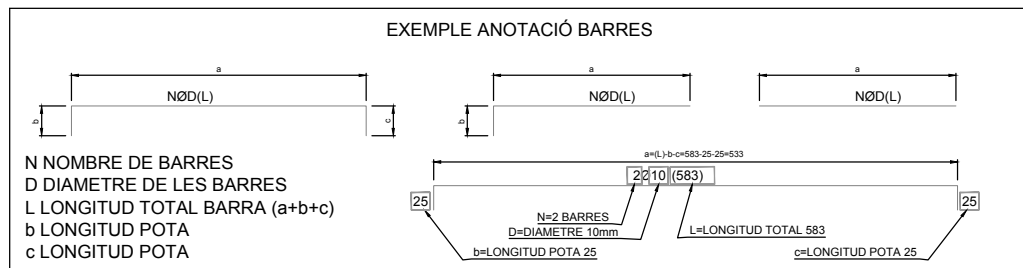 EXEMPLE ANOTACIÓ BARRES
a
NØD(L)
b
c
a
NØD(L)
b
a
NØD(L)
N NOMBRE DE BARRES
D DIAMETRE DE LES BARRES
L LONGITUD TOTAL BARRA (a+b+c)
b LONGITUD POTA
c LONGITUD POTA
a=(L)-b-c=583-25-25=533
2Ø10(583)
25
25
N=2 BARRES
D=DIAMETRE 10mm
L=LONGITUD TOTAL 583
b=LONGITUD POTA 25
c=LONGITUD POTA 25